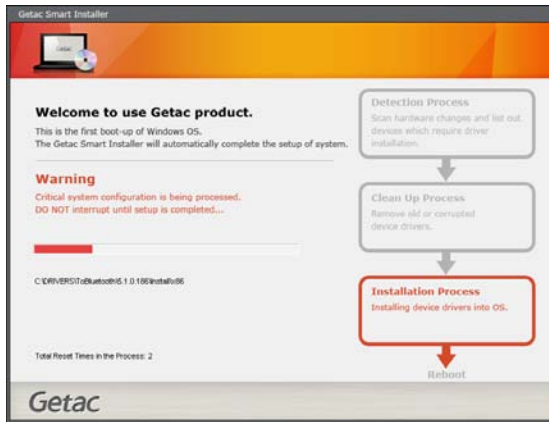 Getac Smart Installer
Getac
Welcome to use Getac product.
This is the first boot-up of Windows OS.
The Getac Smart Installer will automatically complete the setup of system.
Warning
Critical system configuration is being processed.
DO NOT interrupt until setup is completed...
Total Reset Times in the Process: 2
Detection Process
Scan hardware changes and list out
devices which require driver
installation.
Clean Up Process
Remove old or corrupted
device drivers.
Installation Process
Installing device drivers into OS.
Reboot
Getac